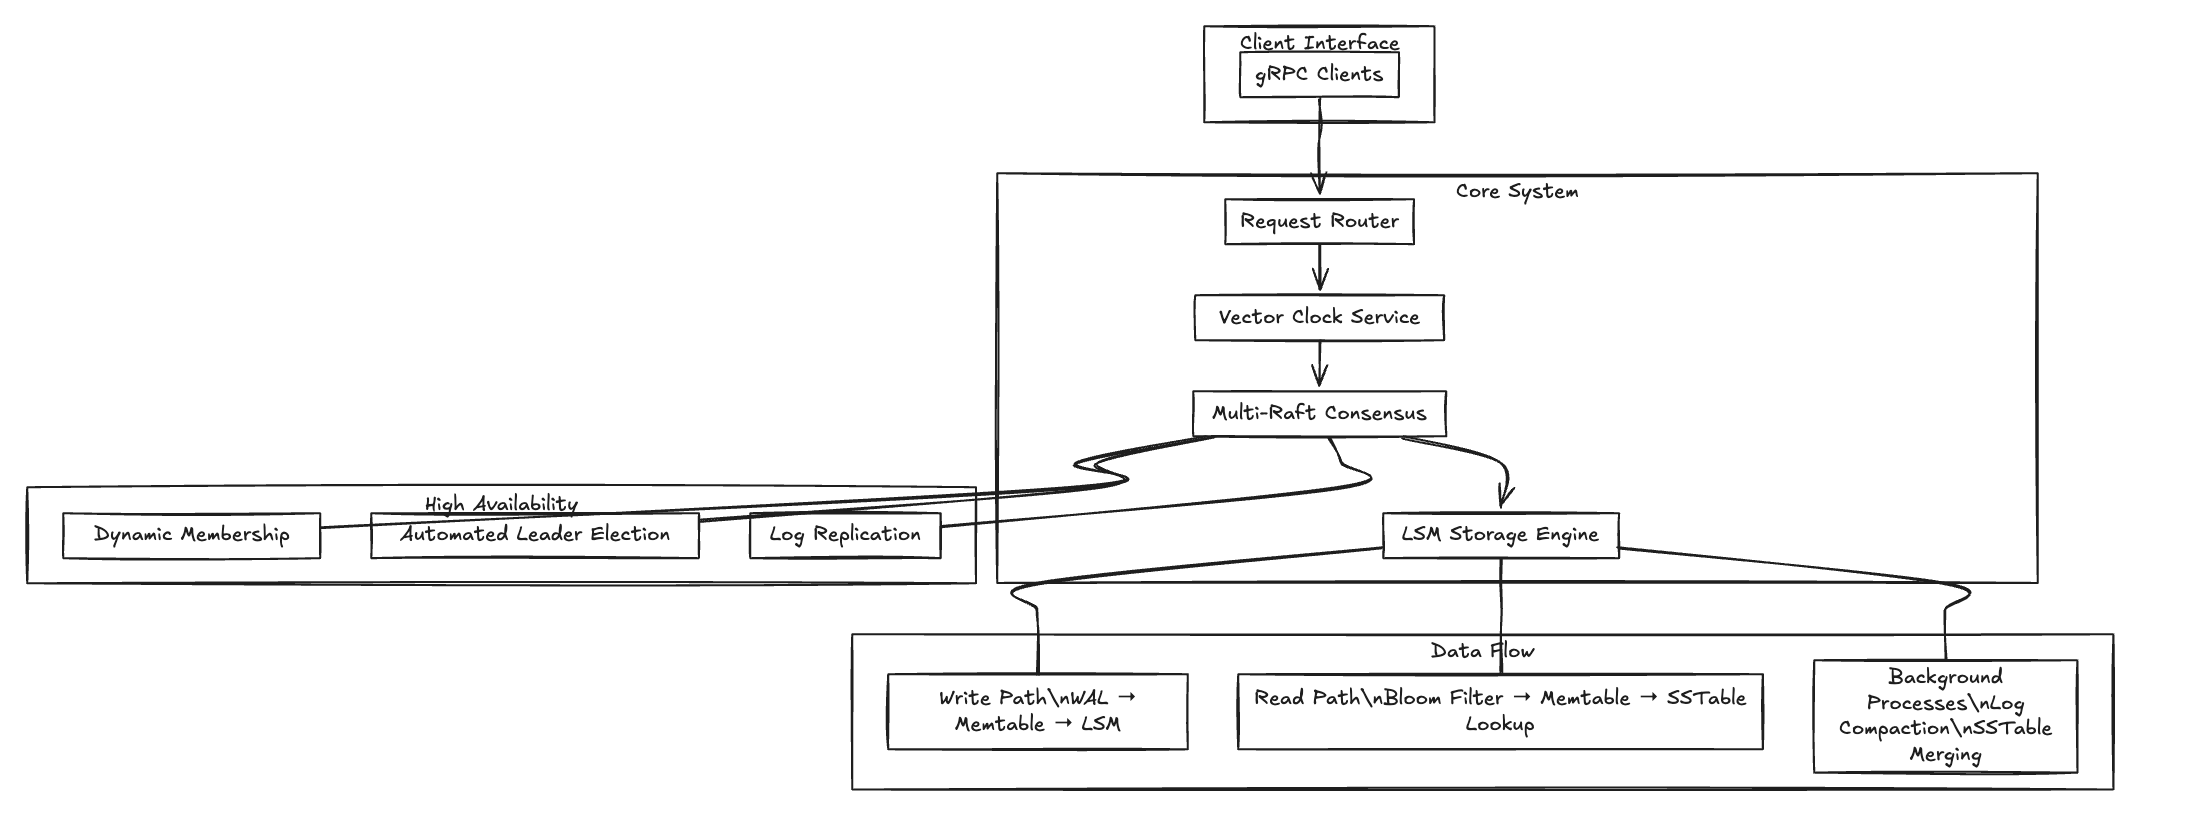 Client Interface
gRPC Clients
Core System
Request Router
Vector Clock Service
Multi-Raft Consensus
High Availability
Dynamic Membership
Automated Leader Election
Log Replication
LSM Storage Engine
Data Flow
Write Path\nWAL →
Memtable → LSM
Read Path\nBloom Filter → Memtable → SSTable
Lookup
Background
Processes\nLog
Compaction\nSSTable
Merging